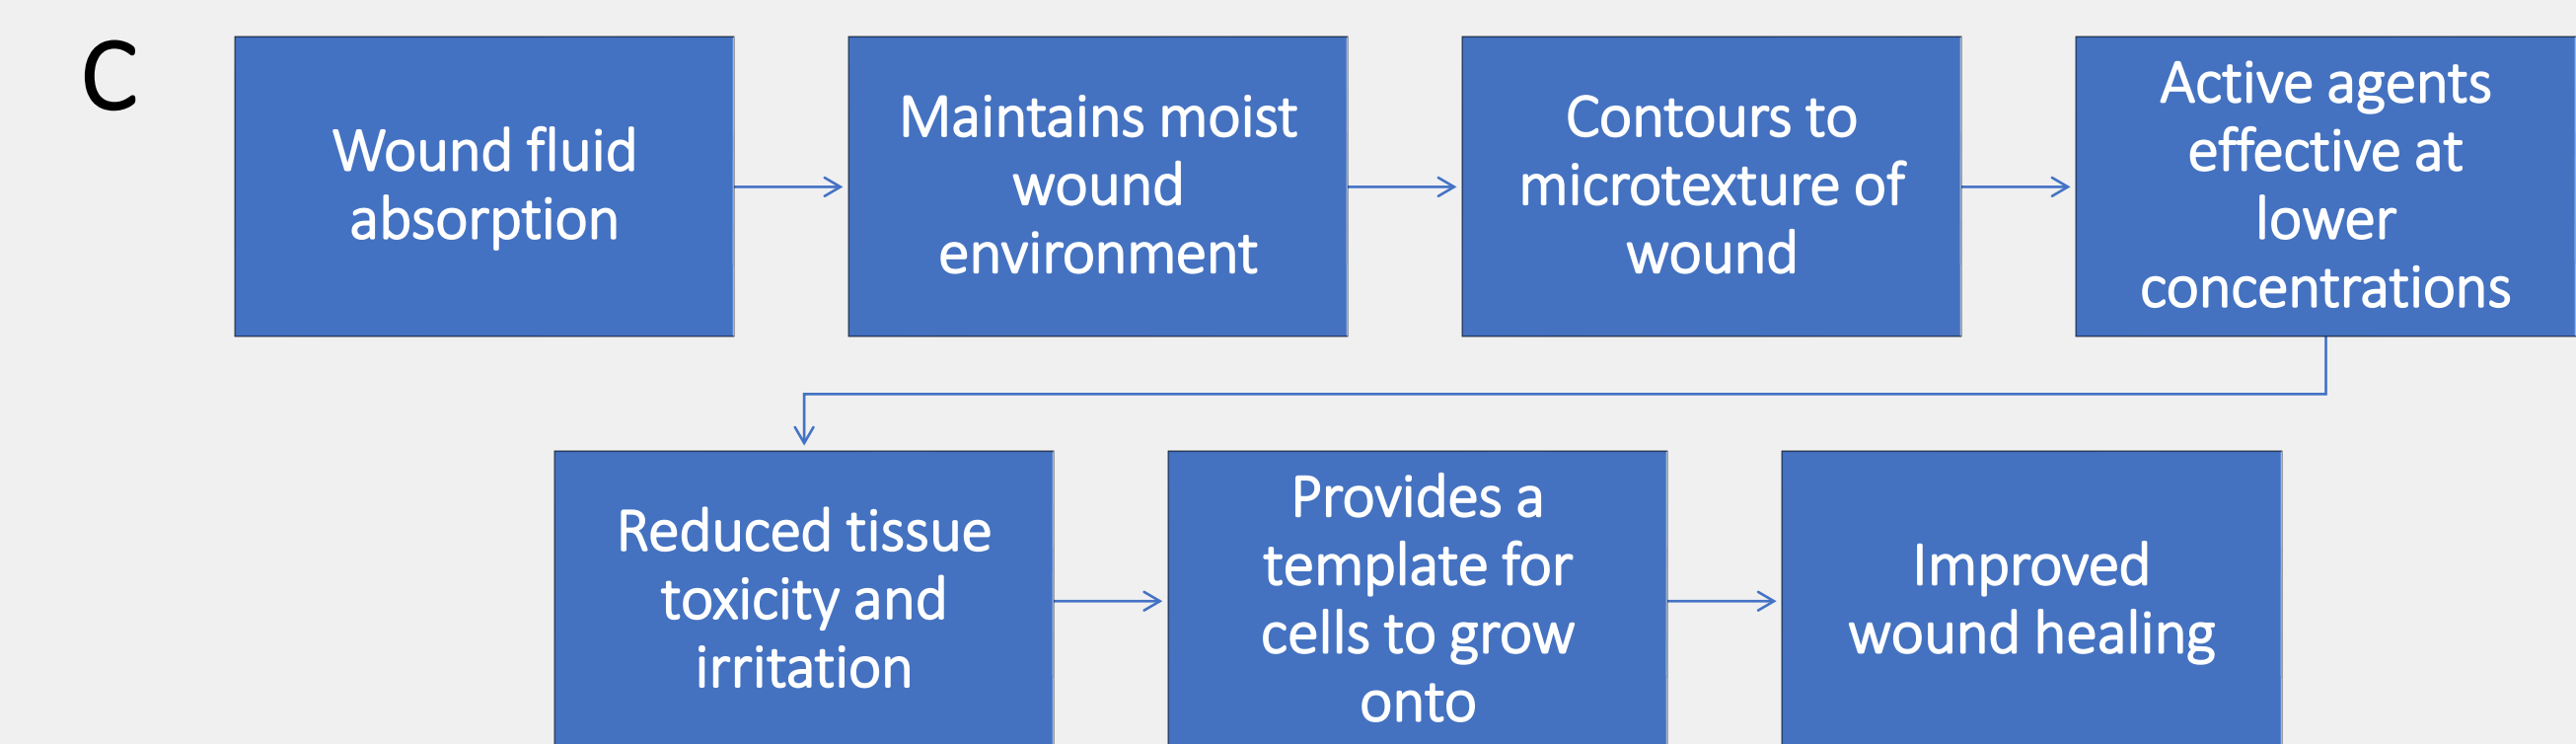 C
Wound fluid
absorption
Maintains moist
wound
environment
Contours to
microtexture of
wound
Active agents
effective at
lower
concentrations
Reduced tissue
toxicity and
irritation
Provides a
template for
cells to grow
onto
Improved
wound healing